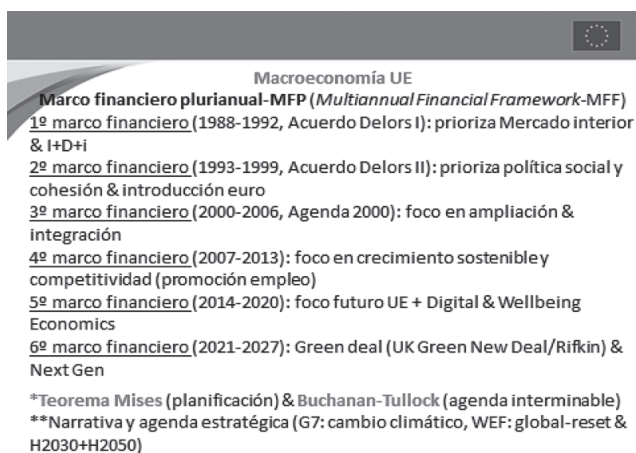 Macroeconomía UE
Marco financiero plurianual-MFP (Multiannual Financial Framework-MFF)
1º marco financiero (1988-1992, Acuerdo Delors I): prioriza Mercado interior
& I+D+i
2º marco financiero (1993-1999, Acuerdo Delors II): prioriza política social y
cohesión & introducción euro
3º marco financiero (2000-2006, Agenda 2000): foco en ampliación &
integración
4º marco financiero (2007-2013): foco en crecimiento sostenible y
competitividad (promoción empleo)
5º marco financiero (2014-2020): foco futuro UE + Digital & Wellbeing
Economics
6º marco financiero (2021-2027): Green deal (UK Green New Deal/Rifkin) &
Next Gen
*Teorema Mises (planificación) & Buchanan-Tullock (agenda interminable)
**Narrativa y agenda estratégica (G7: cambio climático, WEF: global-reset &
H2030+H2050)